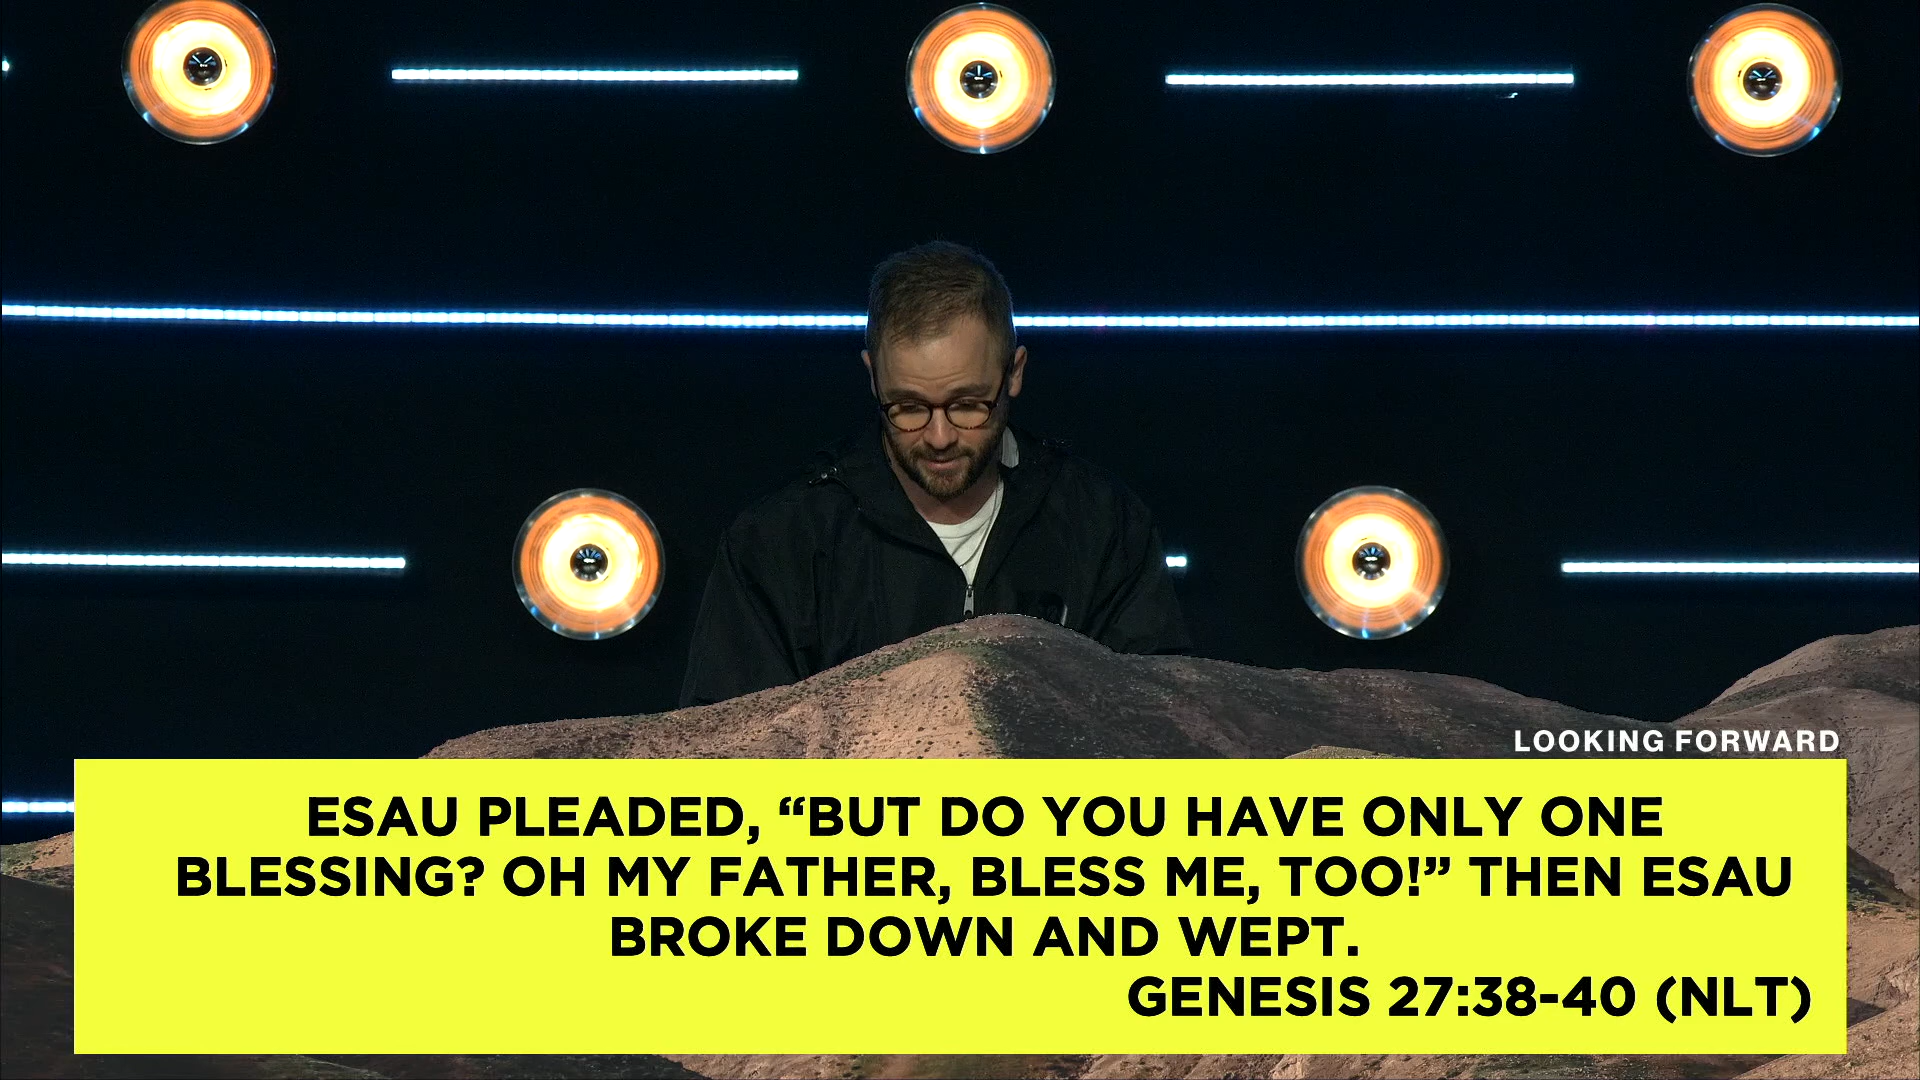 LOOKING FORWARD
ESAU PLEADED, “BUT DO YOU HAVE ONLY ONE
BLESSING? OH MY FATHER, BLESS ME, TOO!” THEN ESAU
BROKE DOWN AND WEPT.
GENESIS 27:38-40 (NLT)